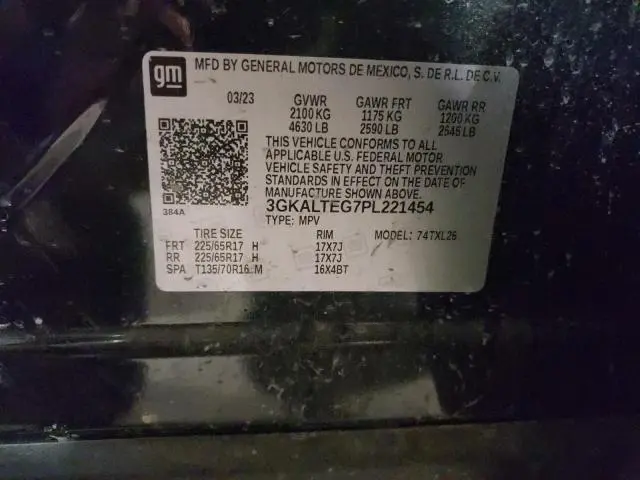 gm
MFD BY GENERAL MOTORS DE MEXICO, S. DE R.L. DE C.V.
03/23 GVWR GAWR FRT GAWR RR
2100 KG 1175 KG 1200 KG
4630 LB 2590 LB 2645 LB
THIS VEHICLE CONFORMS TO ALL
APPLICABLE U.S. FEDERAL MOTOR
VEHICLE SAFETY AND THEFT PREVENTION
STANDARDS IN EFFECT ON THE DATE OF
MANUFACTURE SHOWN ABOVE.
384A
3GKALTEG7PL221454
TYPE: MPV MODEL: 74TXL26
TIRE SIZE RIM
FRT 225/65R17 H 17X7J
RR 225/65R17 H 17X7J
SPA T135/70R16 M 16X4BT